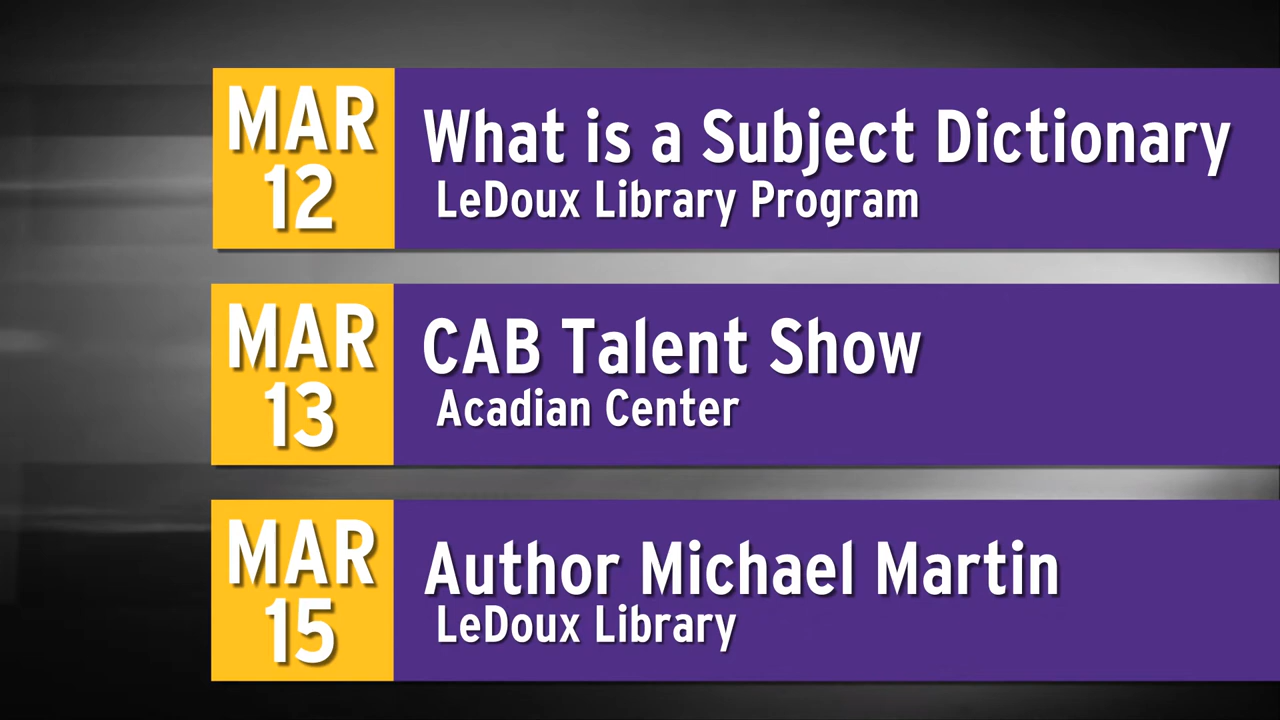 MAR
12
What is a Subject Dictionary
LeDoux Library Program
MAR
13
CAB Talent Show
Acadian Center
MAR
15
Author Michael Martin
LeDoux Library